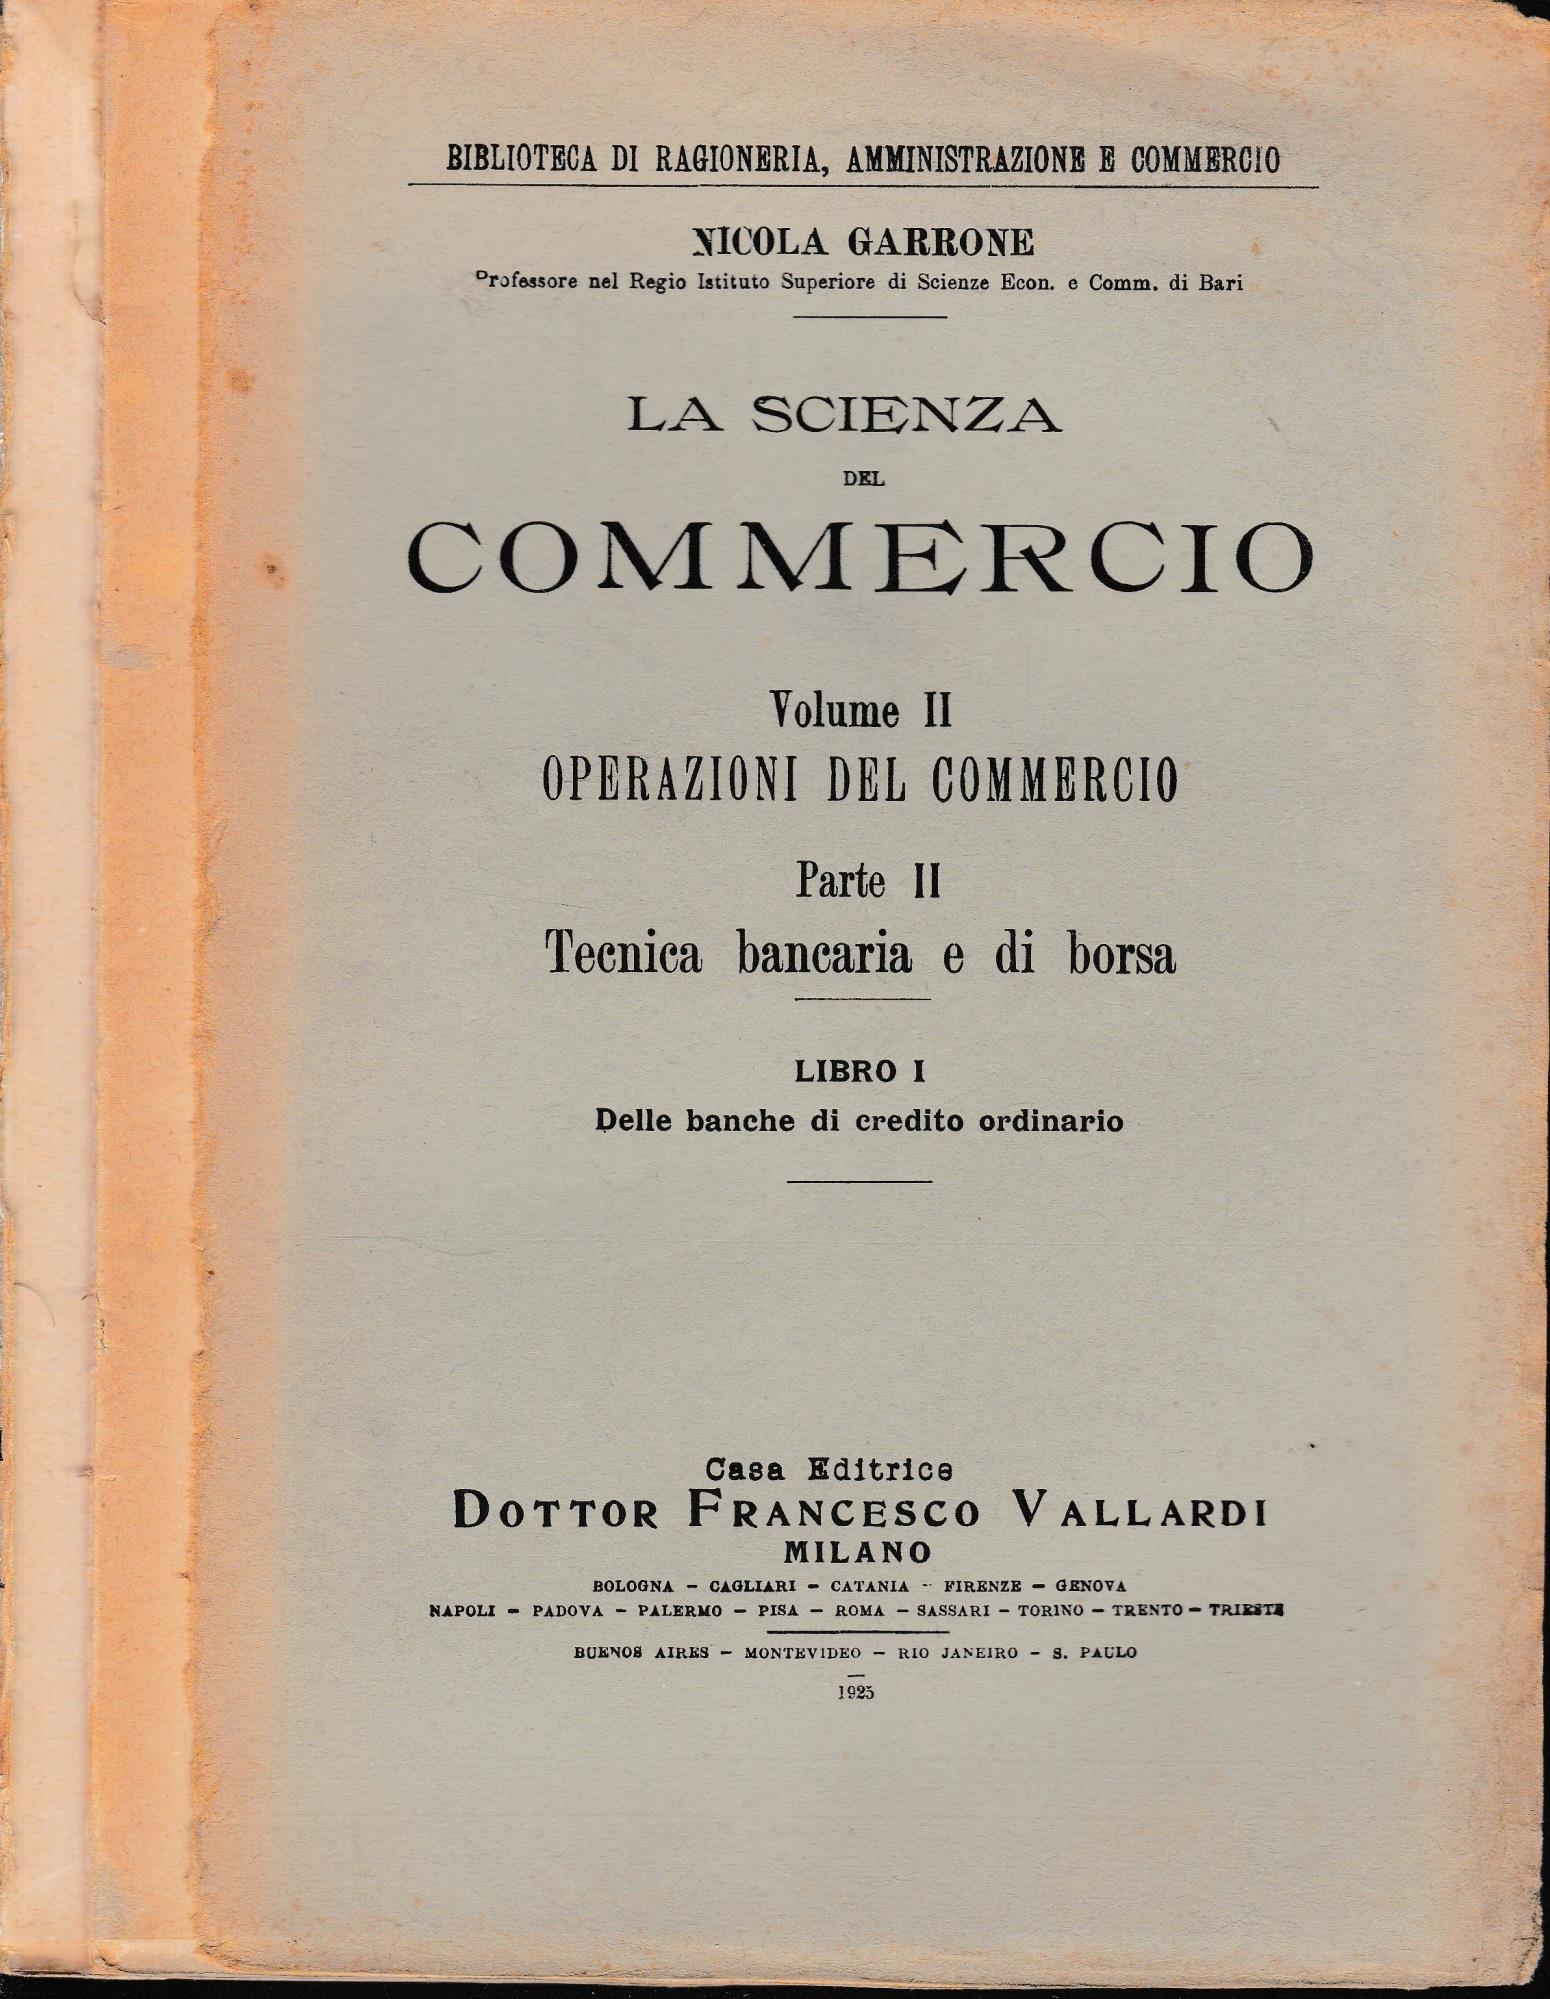 BIBLIOTECA DI RAGIONERIA, AMMINISTRAZIONE E COMMERCIO
NICOLA GARRONE
Professore nel Regio Istituto Superiore di Scienze Econ. e Comm. di Bari
LA SCIENZA
DEL
COMMERCIO
Volume II
OPERAZIONI DEL COMMERCIO
Parte II
Tecnica bancaria e di borsa
LIBRO I
Delle banche di credito ordinario
Casa Editrice
DOTTOR FRANCESCO VALLARDI
MILANO
BOLOGNA - CAGLIARI - CATANIA - FIRENZE - GENOVA
NAPOLI - PADOVA - PALERMO - PISA - ROMA - SASSARI - TORINO - TRENTO - TRIESTE
BUENOS AIRES - MONTEVIDEO - RIO JANEIRO - S. PAULO
1925